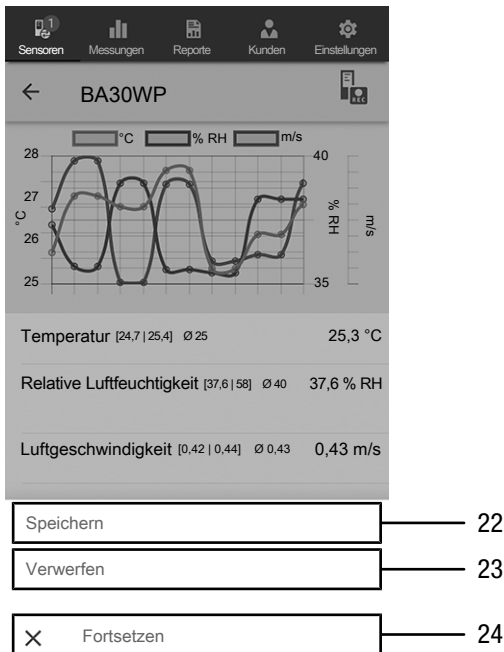 1
Sensoren Messungen Reporte Kunden Einstellungen
BA30WP
REC
°C % RH m/s
28 40
27
26
25 35
°C
% RH
m/s
Temperatur [24,7 | 25,4] Ø 25 25,3 °C
Relative Luftfeuchtigkeit [37,6 | 58] Ø 40 37,6 % RH
Luftgeschwindigkeit [0,42 | 0,44] Ø 0,43 0,43 m/s
Speichern 22
Verwerfen 23
Fortsetzen 24